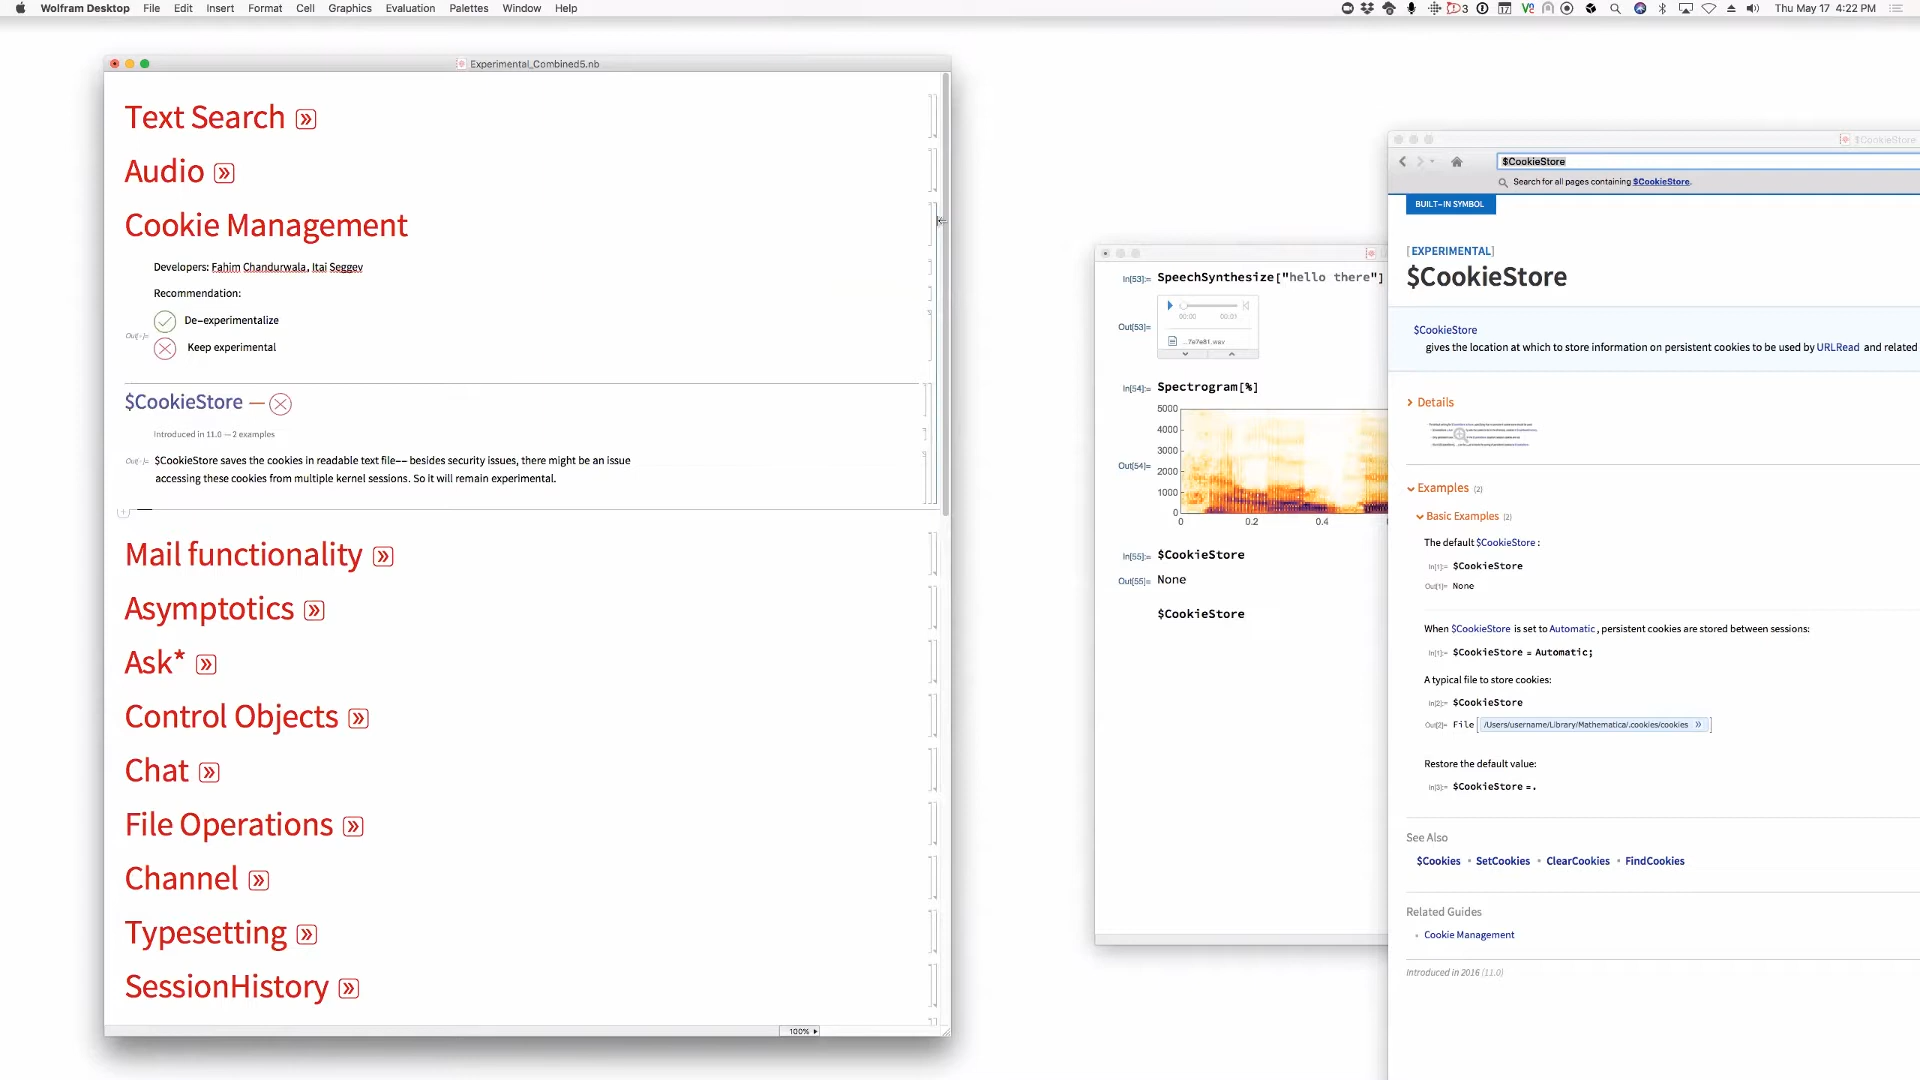 Wolfram Desktop File Edit Insert Format Cell Graphics Evaluation Palettes Window Help
3 17 Thu May 17 4:22 PM
Experimental_Combined5.nb
Text Search »
Audio »
Cookie Management
Developers: Fahim Chandurwala, Itai Seggev
Recommendation:
De-experimentalize
Out[•]=
Keep experimental
$CookieStore —
Introduced in 11.0 — 2 examples
Out[•]= $CookieStore saves the cookies in readable text file-- besides security issues, there might be an issue
accessing these cookies from multiple kernel sessions. So it will remain experimental.
Mail functionality »
Asymptotics »
Ask* »
Control Objects »
Chat »
File Operations »
Channel »
Typesetting »
SessionHistory »
100%
In[53]:= SpeechSynthesize["hello there"]
00:00 00:01
Out[53]=
...7e7e81.wav
In[54]:= Spectrogram[%]
5000
4000
3000
Out[54]= 2000
1000
0
0 0.2 0.4
In[55]:= $CookieStore
Out[55]= None
$CookieStore
$CookieStore
$CookieStore
Search for all pages containing $CookieStore.
BUILT-IN SYMBOL
[EXPERIMENTAL]
$CookieStore
$CookieStore
gives the location at which to store information on persistent cookies to be used by URLRead and related
Details
Examples (2)
Basic Examples (2)
The default $CookieStore:
In[1]:= $CookieStore
Out[1]= None
When $CookieStore is set to Automatic, persistent cookies are stored between sessions:
In[1]:= $CookieStore = Automatic;
A typical file to store cookies:
In[2]:= $CookieStore
Out[2]= File[/Users/username/Library/Mathematica/.cookies/cookies »]
Restore the default value:
In[3]:= $CookieStore =.
See Also
$Cookies • SetCookies • ClearCookies • FindCookies
Related Guides
• Cookie Management
Introduced in 2016 (11.0)